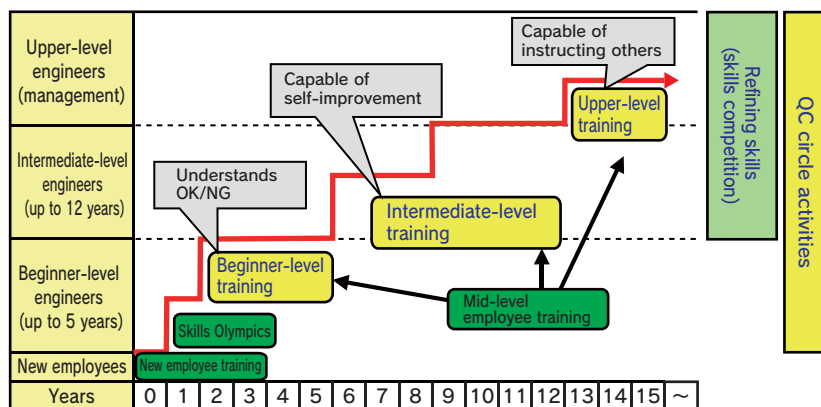 Upper-level
engineers
(management)
Intermediate-level
engineers
(up to 12 years)
Beginner-level
engineers
(up to 5 years)
New employees
Years
Capable of
instructing others
Capable of
self-improvement
Understands
OK/NG
Upper-level
training
Intermediate-level
training
Beginner-level
training
Mid-level
employee training
Skills Olympics
New employee training
0 1 2 3 4 5 6 7 8 9 10 11 12 13 14 15 ~
Refining skills
(skills competition)
QC circle activities